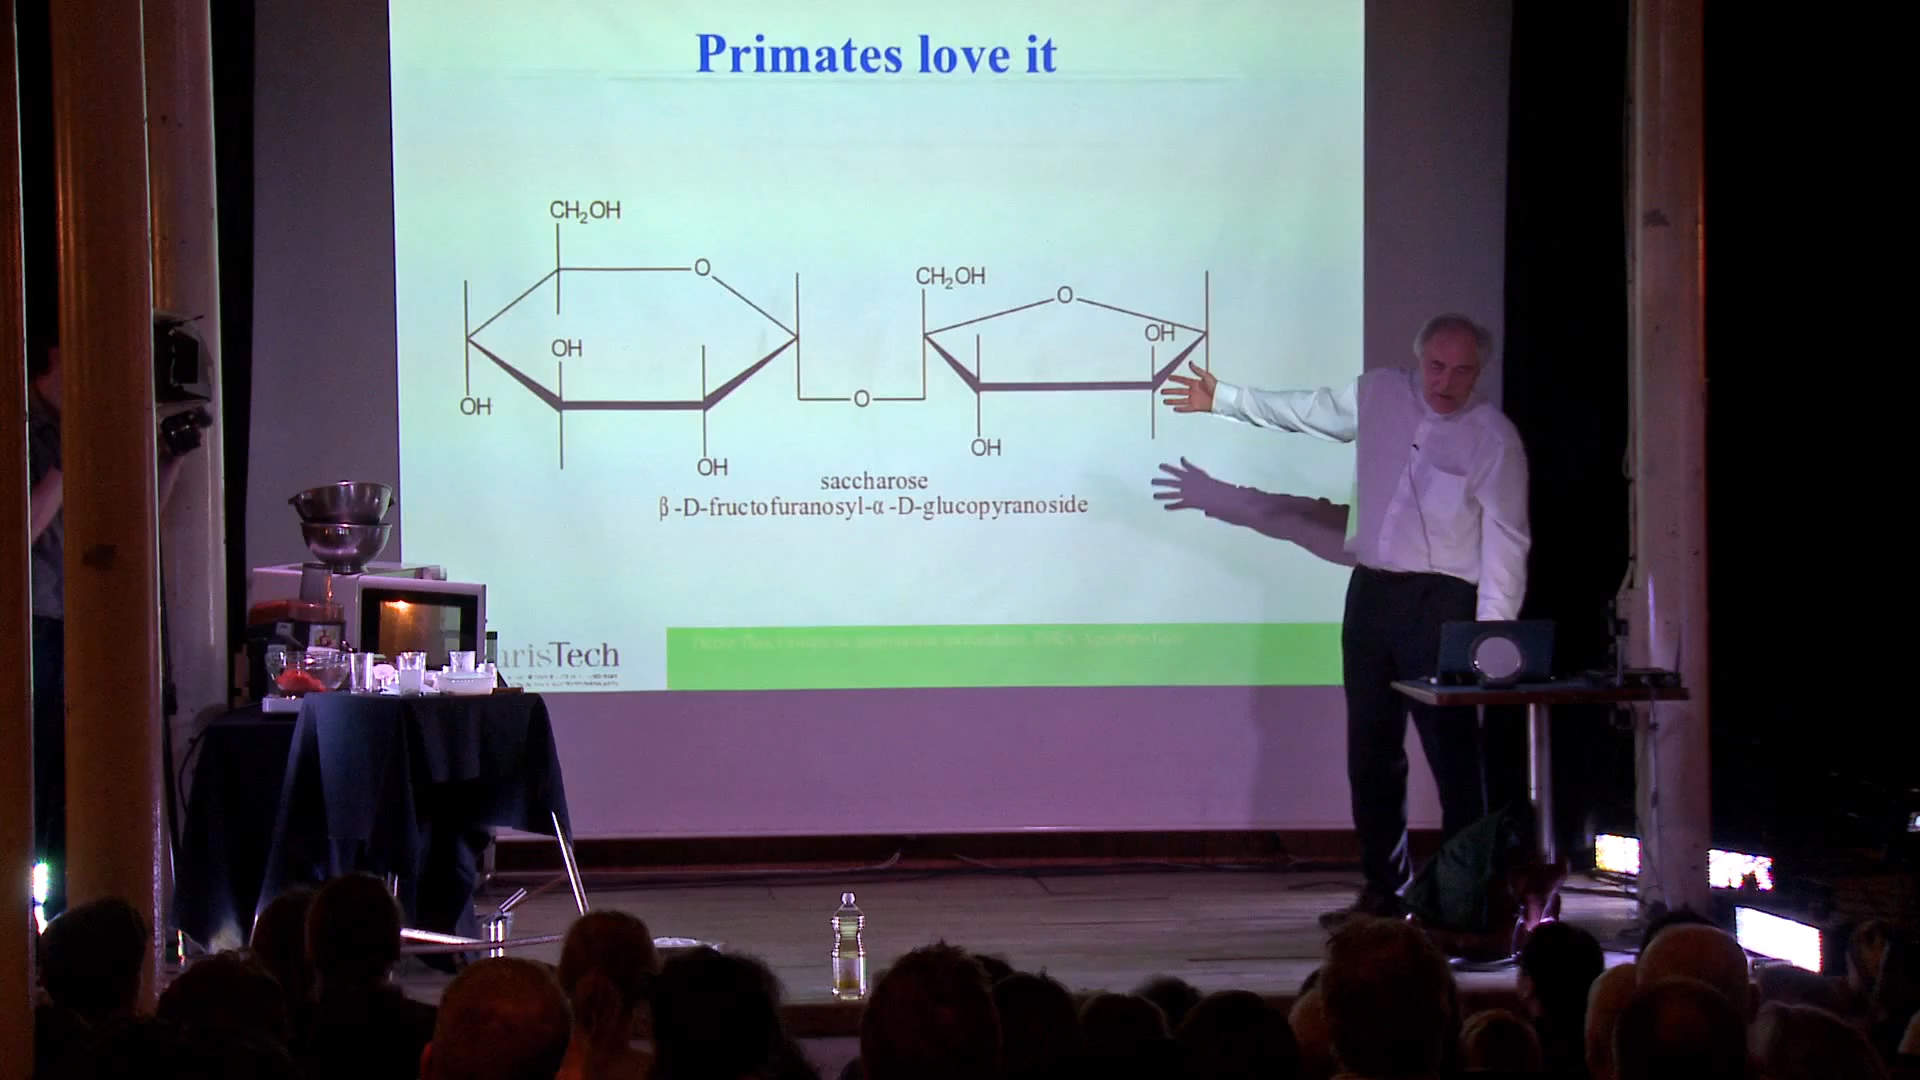 Primates love it
CH₂OH
O
CH₂OH
O
OH
OH
OH
O
OH
OH
saccharose
β -D-fructofuranosyl-α -D-glucopyranoside
arisTech